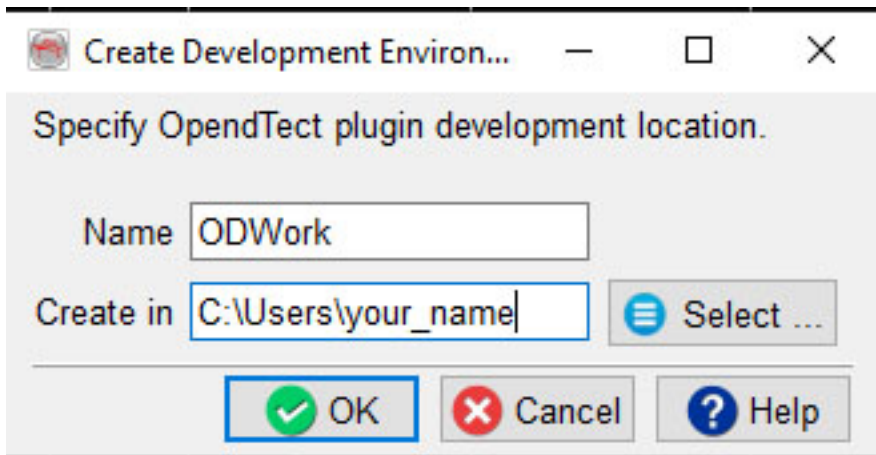 Create Development Environ...
Specify OpendTect plugin development location.
Name ODWork
Create in C:\Users\your_name Select ...
OK Cancel Help